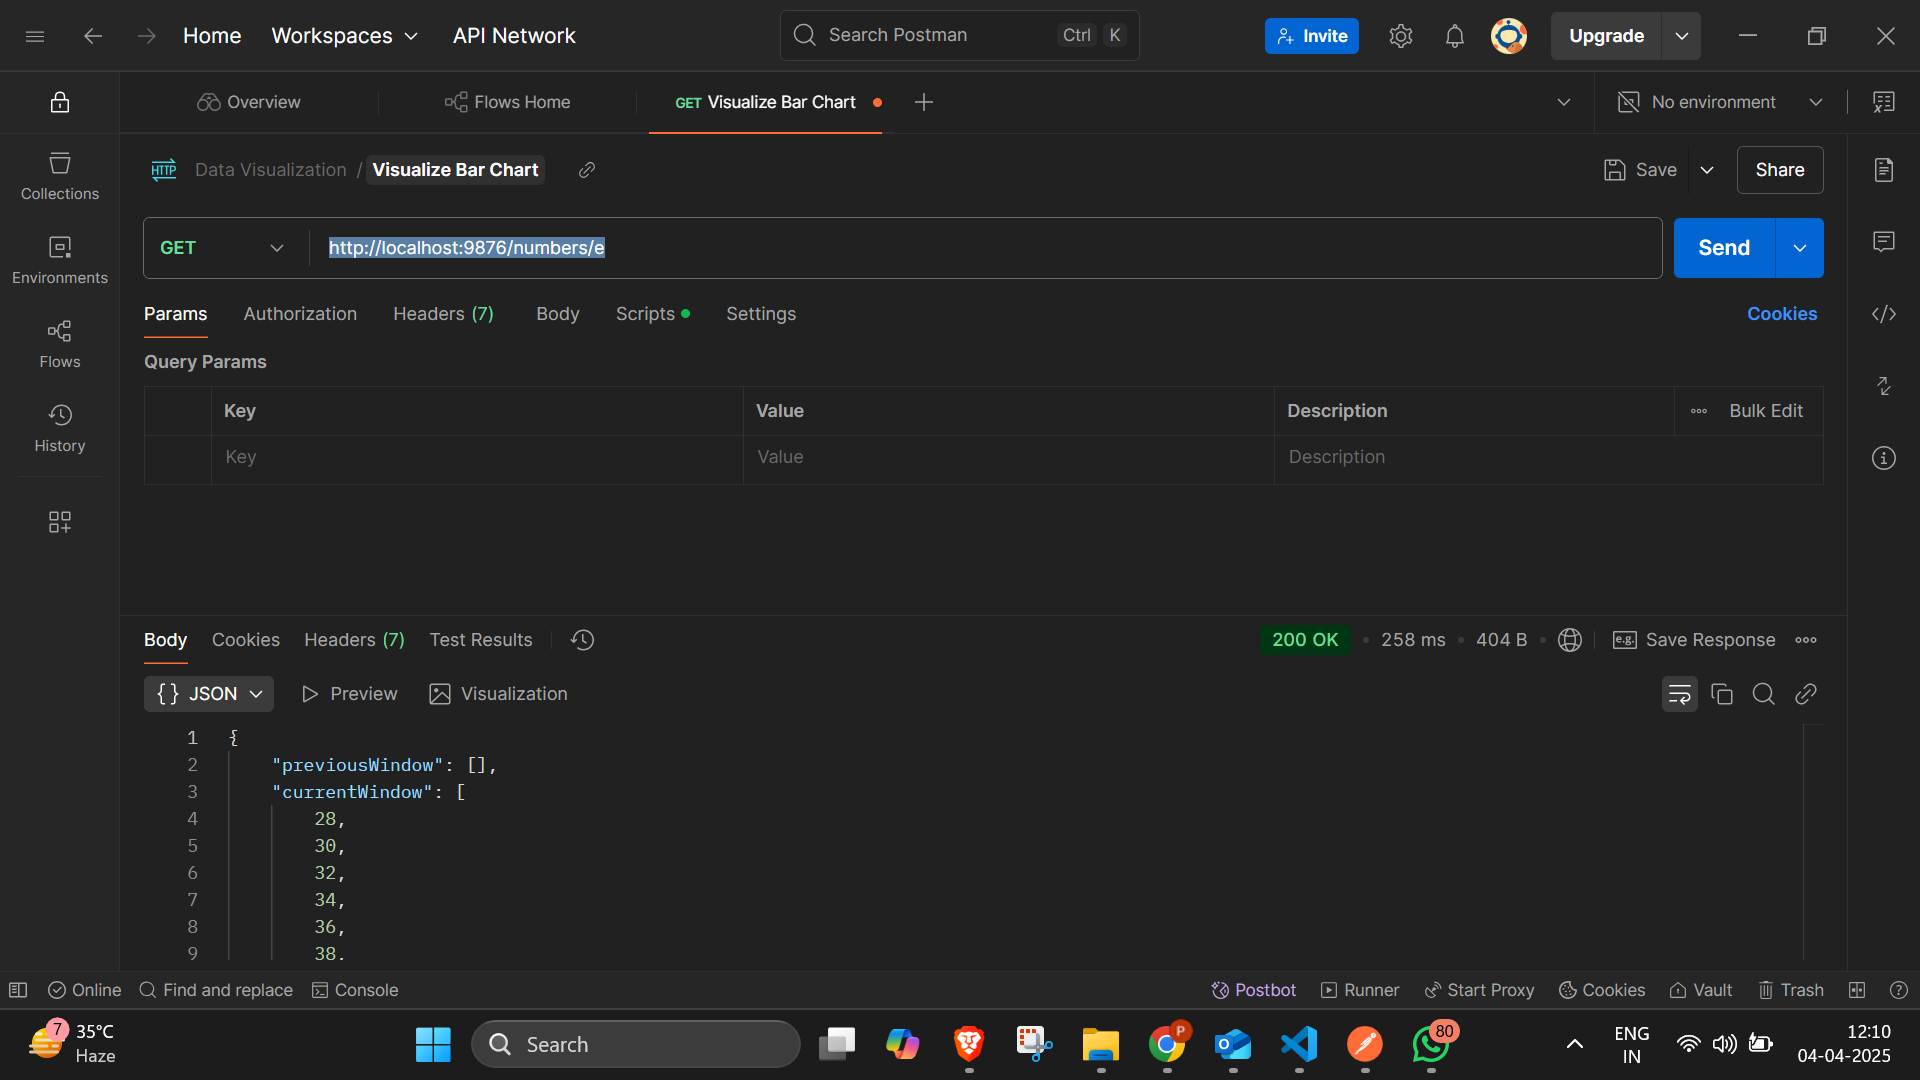 Home Workspaces API Network Search Postman Ctrl K Invite Upgrade
Overview Flows Home GET Visualize Bar Chart No environment
HTTP Data Visualization / Visualize Bar Chart Save Share
Collections
Environments
Flows
History
GET http://localhost:9876/numbers/e Send
Params Authorization Headers (7) Body Scripts Settings Cookies
Query Params
Key Value Description Bulk Edit
Key Value Description
Body Cookies Headers (7) Test Results 200 OK 258 ms 404 B e.g. Save Response
{} JSON Preview Visualization
1 {
2 "previousWindow": [],
3 "currentWindow": [
4 28,
5 30,
6 32,
7 34,
8 36,
9 38,
Online Find and replace Console Postbot Runner Start Proxy Cookies Vault Trash
7 35°C
Haze
Search
P
80
ENG
IN
12:10
04-04-2025